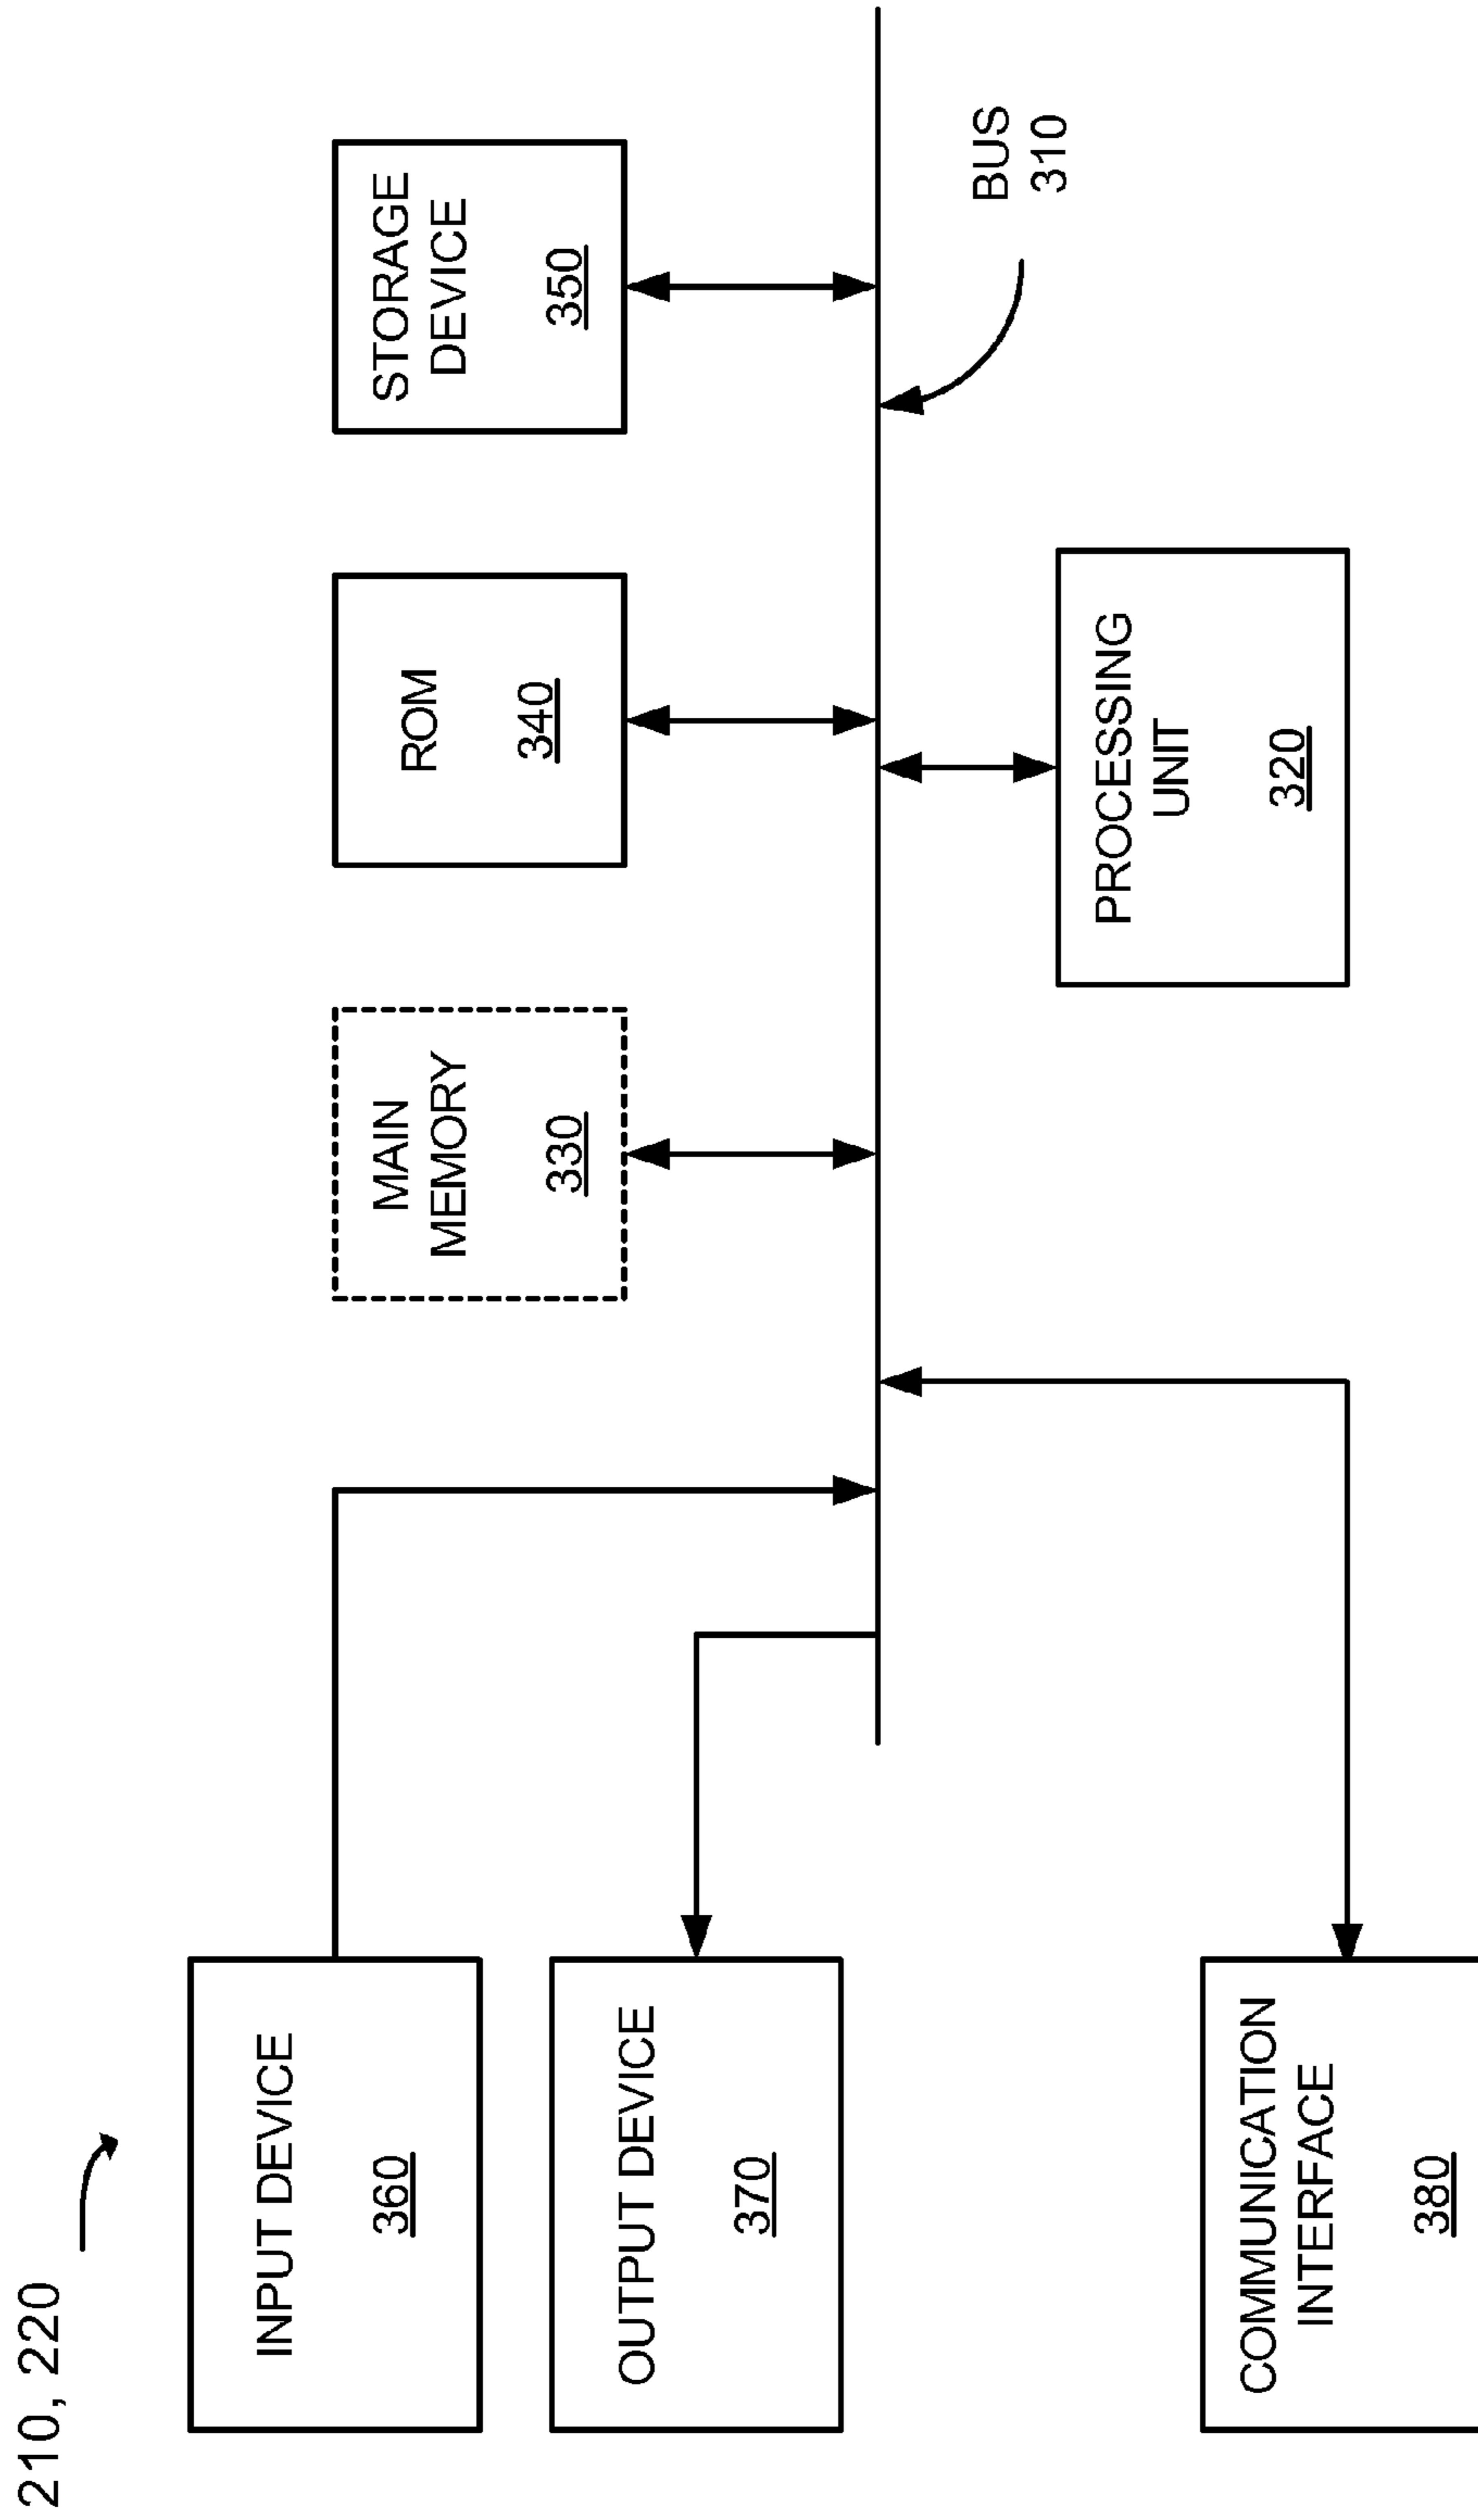 210, 220
INPUT DEVICE
360
OUTPUT DEVICE
370
COMMUNICATION
INTERFACE
380
MAIN
MEMORY
330
ROM
340
STORAGE
DEVICE
350
BUS
310
PROCESSING
UNIT
320